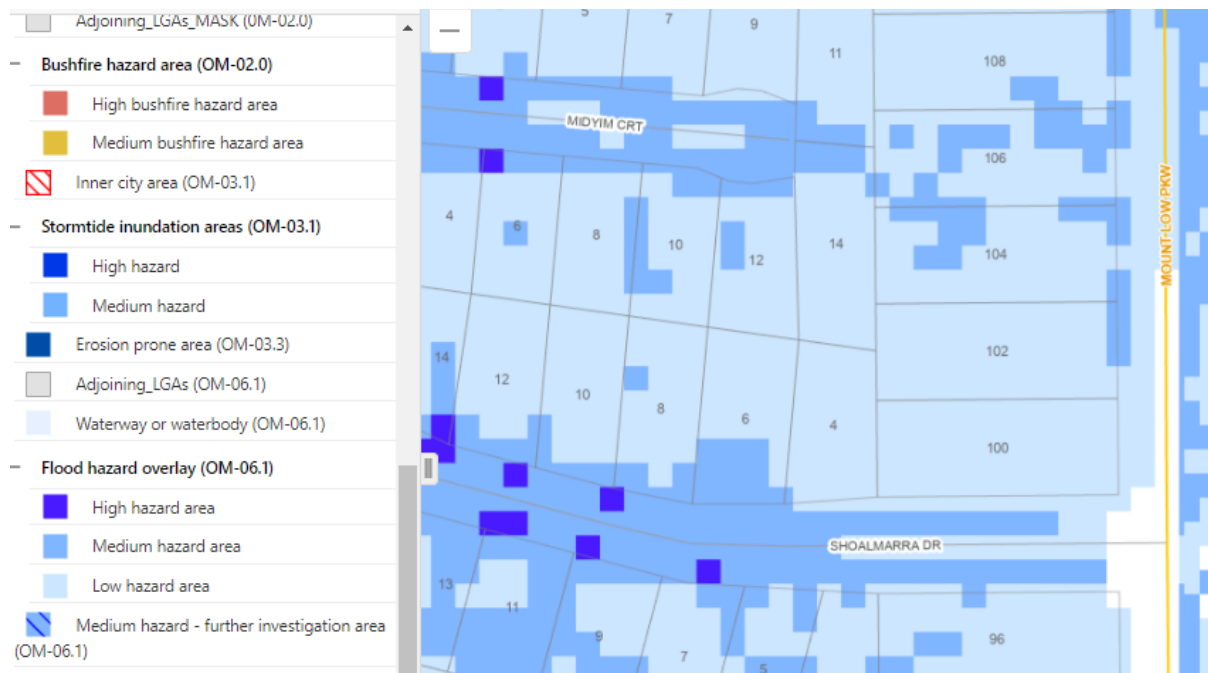 Adjoining_LGAs_MASK (OM-02.0)
Bushfire hazard area (OM-02.0)
High bushfire hazard area
Medium bushfire hazard area
Inner city area (OM-03.1)
Stormtide inundation areas (OM-03.1)
High hazard
Medium hazard
Erosion prone area (OM-03.3)
Adjoining_LGAs (OM-06.1)
Waterway or waterbody (OM-06.1)
Flood hazard overlay (OM-06.1)
High hazard area
Medium hazard area
Low hazard area
Medium hazard - further investigation area
(OM-06.1)
5
7
9
11
108
MIDYIM CRT
106
4
6
8
10
12
14
104
MOUNT LOW PKW
14
12
10
8
6
4
102
100
SHOALMARRA DR
13
11
9
7
5
96